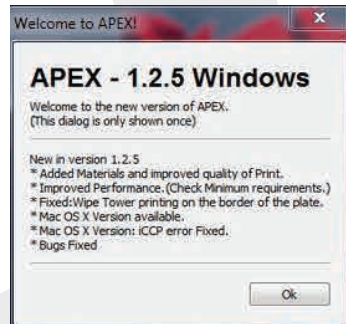 Welcome to APEX!
APEX - 1.2.5 Windows
Welcome to the new version of APEX.
(This dialog is only shown once)
New in version 1.2.5
* Added Materials and improved quality of Print.
* Improved Performance.(Check Minimum requirements.)
* Fixed:Wipe Tower printing on the border of the plate.
* Mac OS X Version available.
* Mac OS X Version: iCCP error Fixed.
* Bugs Fixed
Ok